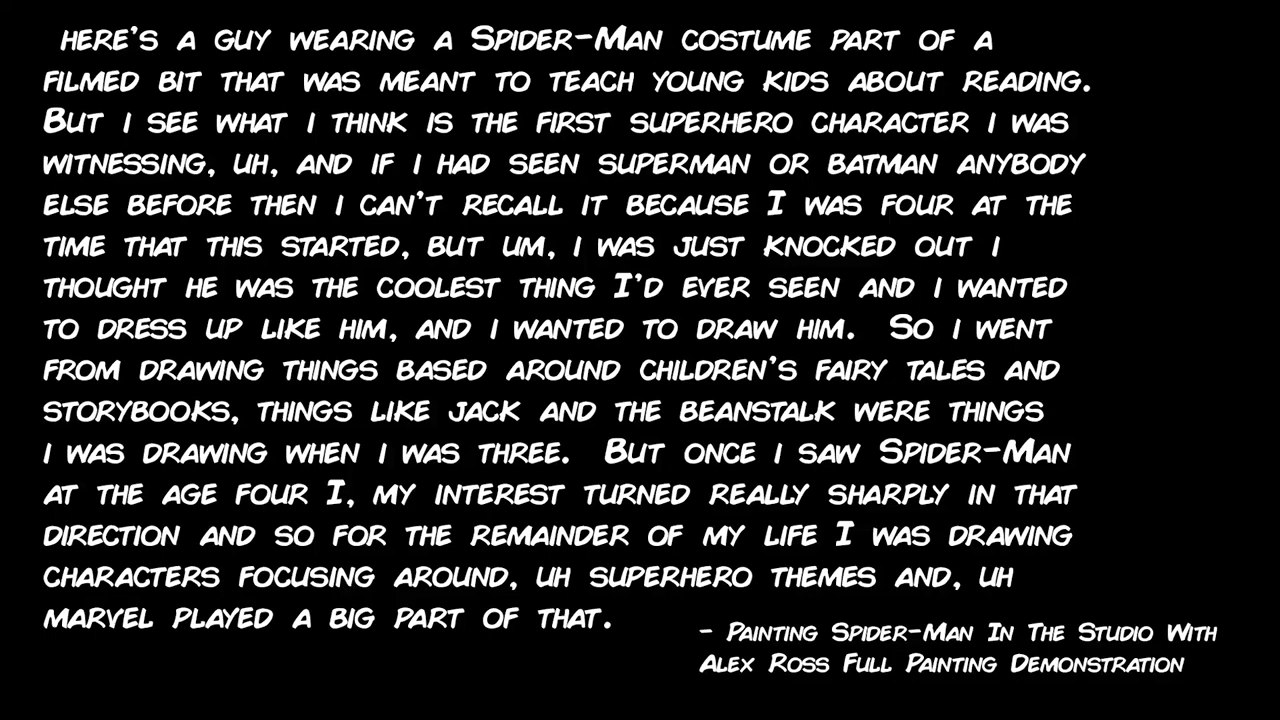 HERE'S A GUY WEARING A SPIDER-MAN COSTUME PART OF A
FILMED BIT THAT WAS MEANT TO TEACH YOUNG KIDS ABOUT READING.
BUT I SEE WHAT I THINK IS THE FIRST SUPERHERO CHARACTER I WAS
WITNESSING, UH, AND IF I HAD SEEN SUPERMAN OR BATMAN ANYBODY
ELSE BEFORE THEN I CAN'T RECALL IT BECAUSE I WAS FOUR AT THE
TIME THAT THIS STARTED, BUT UM, I WAS JUST KNOCKED OUT I
THOUGHT HE WAS THE COOLEST THING I'D EVER SEEN AND I WANTED
TO DRESS UP LIKE HIM, AND I WANTED TO DRAW HIM. SO I WENT
FROM DRAWING THINGS BASED AROUND CHILDREN'S FAIRY TALES AND
STORYBOOKS, THINGS LIKE JACK AND THE BEANSTALK WERE THINGS
I WAS DRAWING WHEN I WAS THREE. BUT ONCE I SAW SPIDER-MAN
AT THE AGE FOUR I, MY INTEREST TURNED REALLY SHARPLY IN THAT
DIRECTION AND SO FOR THE REMAINDER OF MY LIFE I WAS DRAWING
CHARACTERS FOCUSING AROUND, UH SUPERHERO THEMES AND, UH
MARVEL PLAYED A BIG PART OF THAT.
- PAINTING SPIDER-MAN IN THE STUDIO WITH
ALEX ROSS FULL PAINTING DEMONSTRATION